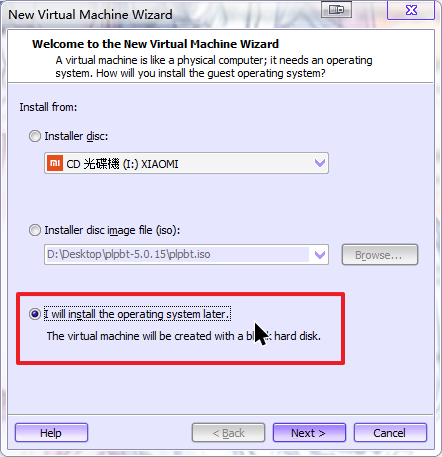 New Virtual Machine Wizard
Welcome to the New Virtual Machine Wizard
A virtual machine is like a physical computer; it needs an operating
system. How will you install the guest operating system?
Install from:
Installer disc:
CD 光碟機 (I:) XIAOMI
Installer disc image file (iso):
D:\Desktop\plpbt-5.0.15\plpbt.iso
Browse...
I will install the operating system later.
The virtual machine will be created with a hard disk.
Help
< Back
Next >
Cancel